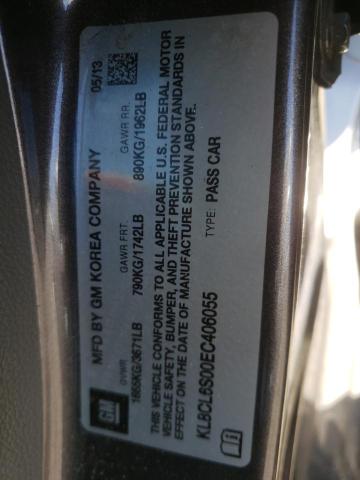 MFD BY GM KOREA COMPANY 05/13
GVWR GAWR FRT GAWR RR
1665KG/3671LB 790KG/1742LB 890KG/1962LB
THIS VEHICLE CONFORMS TO ALL APPLICABLE U.S. FEDERAL MOTOR
VEHICLE SAFETY, BUMPER, AND THEFT PREVENTION STANDARDS IN
EFFECT ON THE DATE OF MANUFACTURE SHOWN ABOVE.
KL8CL6S00EC406055 TYPE: PASS CAR
GM